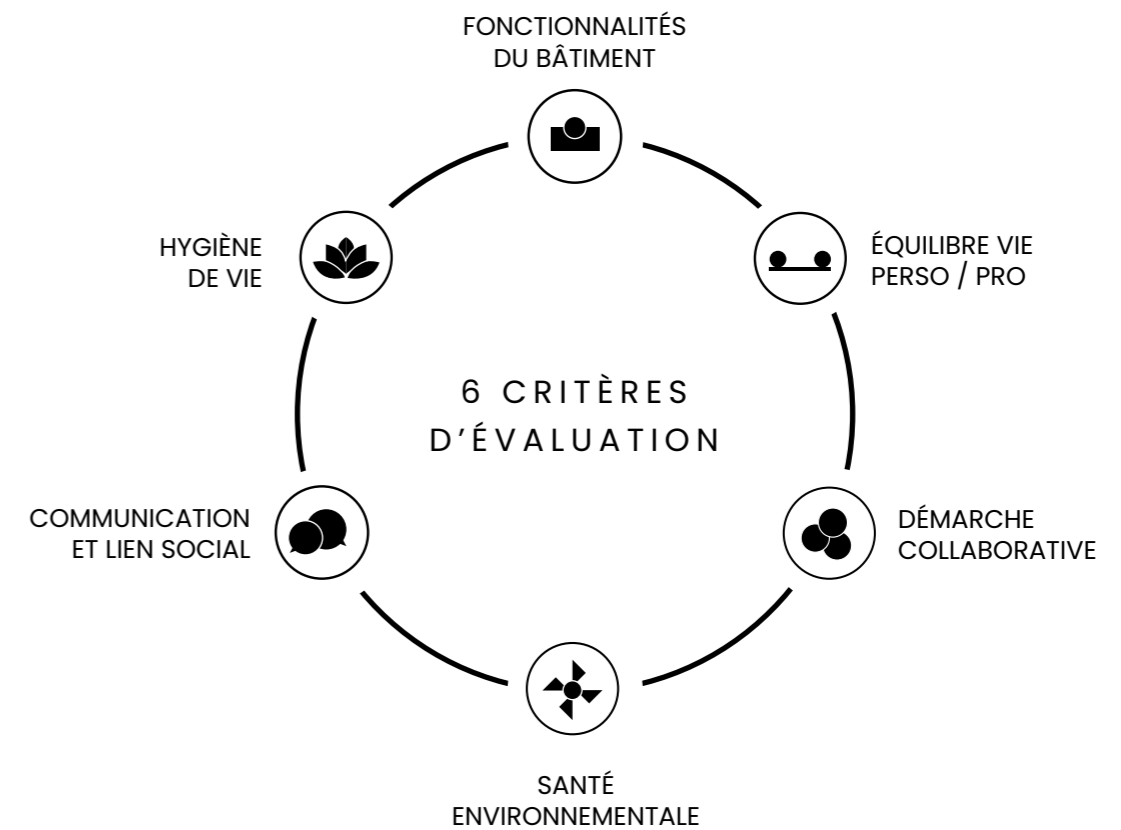 FONCTIONNALITÉS
DU BÂTIMENT
HYGIÈNE
DE VIE
ÉQUILIBRE VIE
PERSO / PRO
6 CRITÈRES
D’ÉVALUATION
COMMUNICATION
ET LIEN SOCIAL
DÉMARCHE
COLLABORATIVE
SANTÉ
ENVIRONNEMENTALE